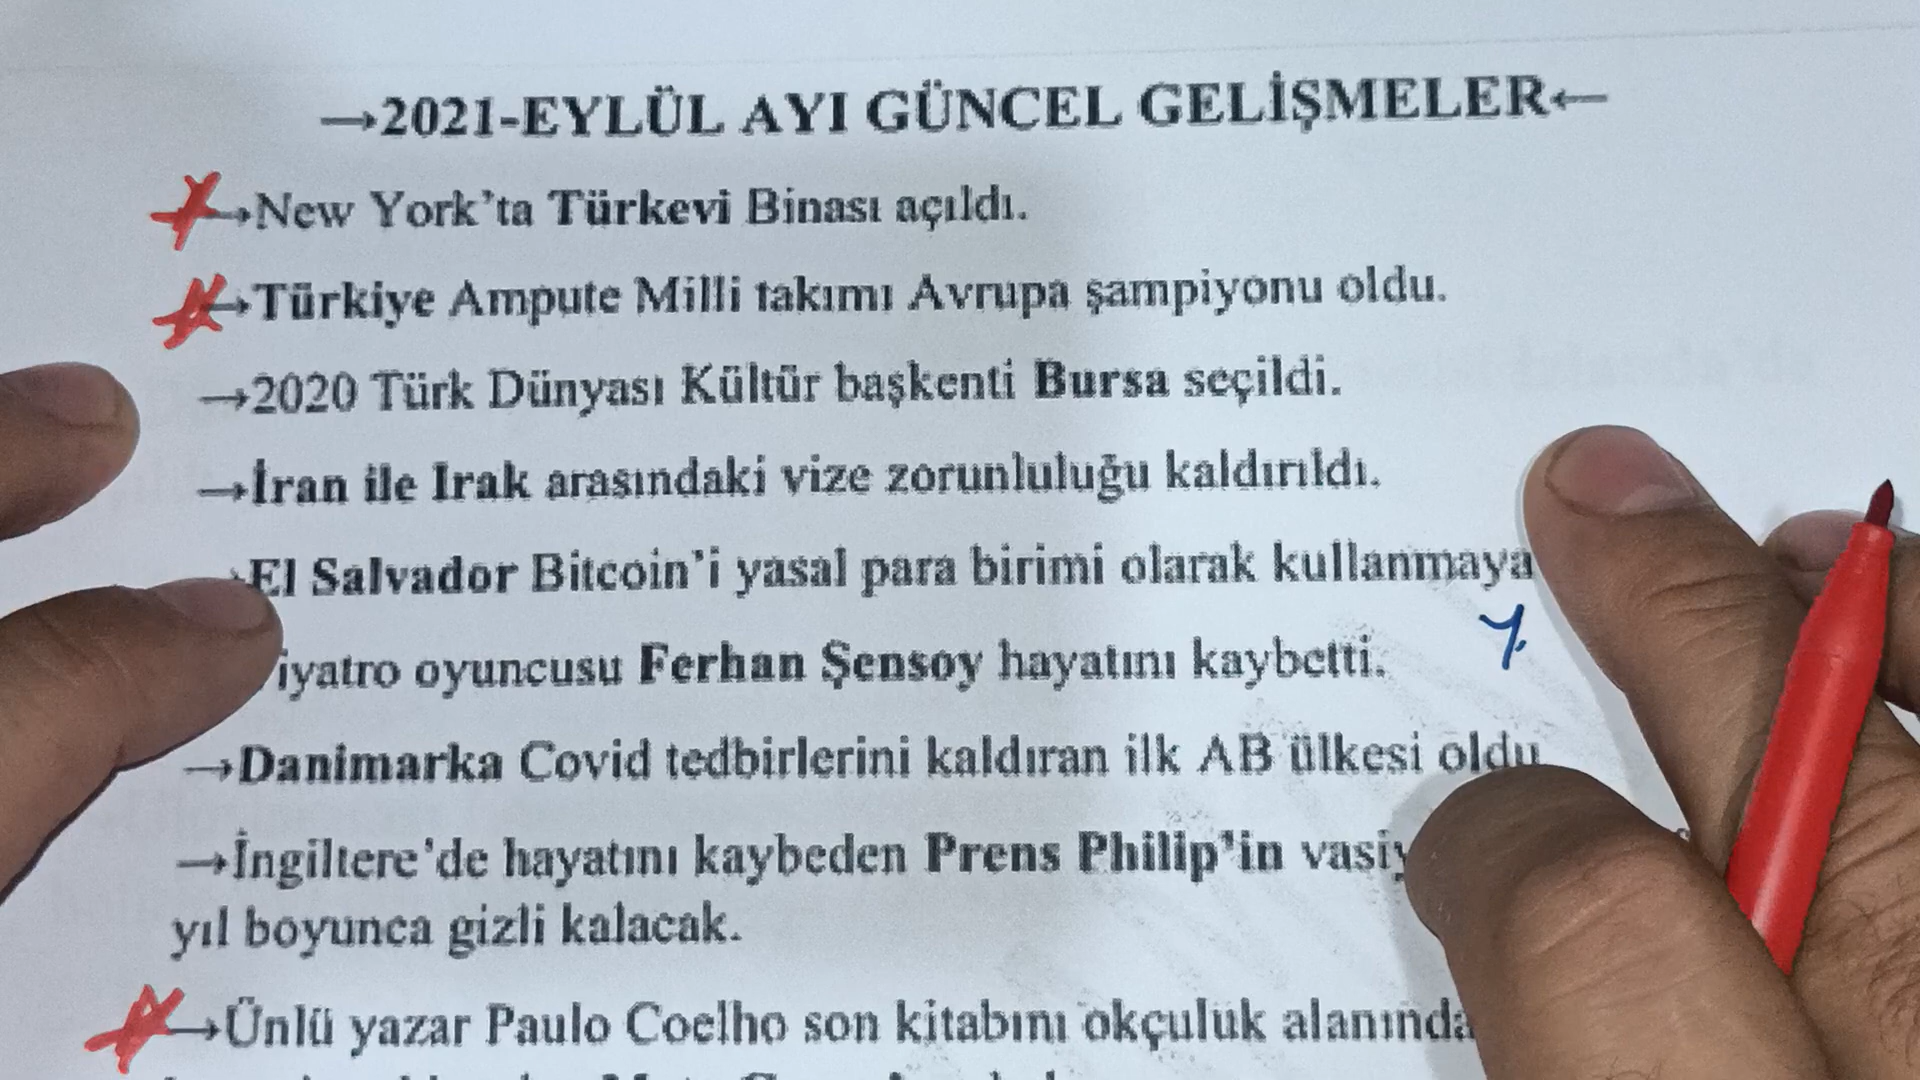 →2021-EYLÜL AYI GÜNCEL GELİŞMELER←
→New York'ta Türkevi Binası açıldı.
→Türkiye Ampute Milli takımı Avrupa şampiyonu oldu.
→2020 Türk Dünyası Kültür başkenti Bursa seçildi.
→İran ile Irak arasındaki vize zorunluluğu kaldırıldı.
El Salvador Bitcoin'i yasal para birimi olarak kullanmaya
iyatro oyuncusu Ferhan Şensoy hayatını kaybetti.
→Danimarka Covid tedbirlerini kaldıran ilk AB ülkesi oldu
→İngiltere'de hayatını kaybeden Prens Philip'in vasiy
yıl boyunca gizli kalacak.
→Ünlü yazar Paulo Coelho son kitabını okçuluk alanında